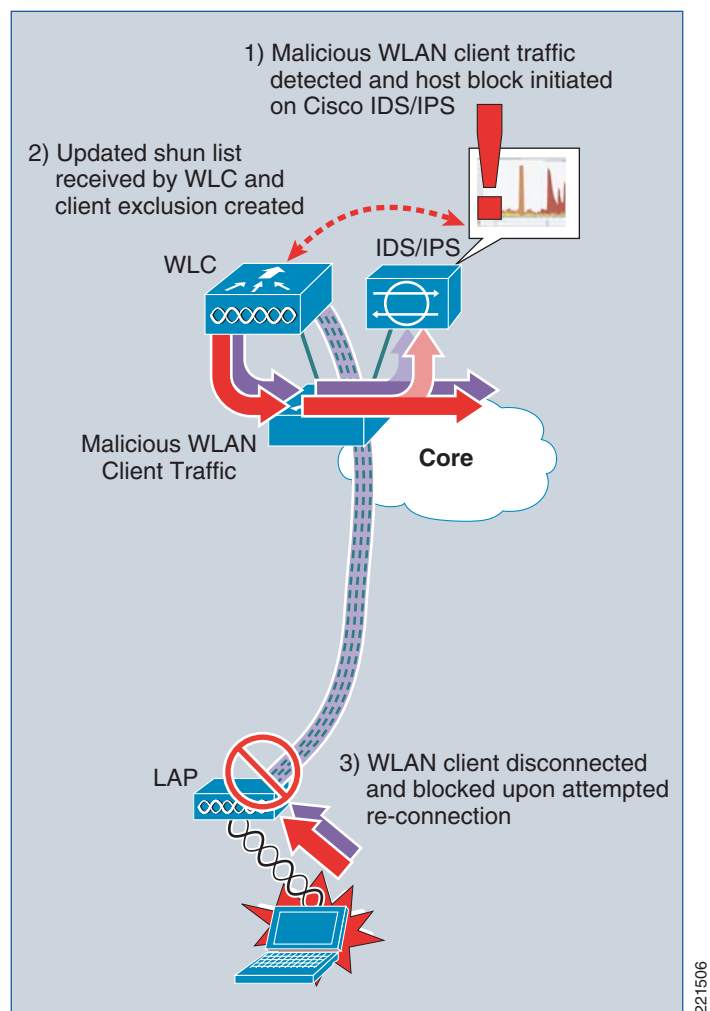 1) Malicious WLAN client traffic
detected and host block initiated
on Cisco IDS/IPS
2) Updated shun list
received by WLC and
client exclusion created
IDS/IPS
WLC
Malicious WLAN
Client Traffic
Core
3) WLAN client disconnected
and blocked upon attempted
re-connection
LAP
221506